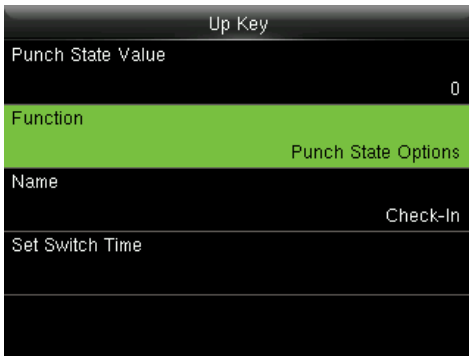 Up Key
Punch State Value
0
Function
Punch State Options
Name
Check-In
Set Switch Time